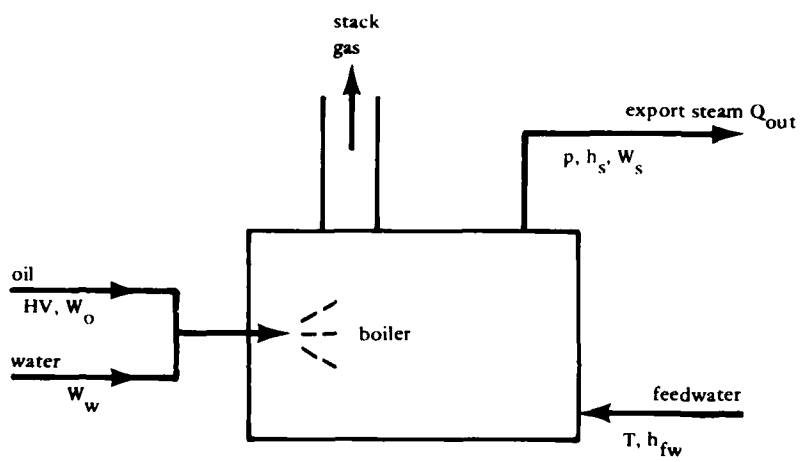 stack
gas
export steam Q_out
p, h_s, W_s
oil
HV, W_o
boiler
water
W_w
feedwater
T, h_fw